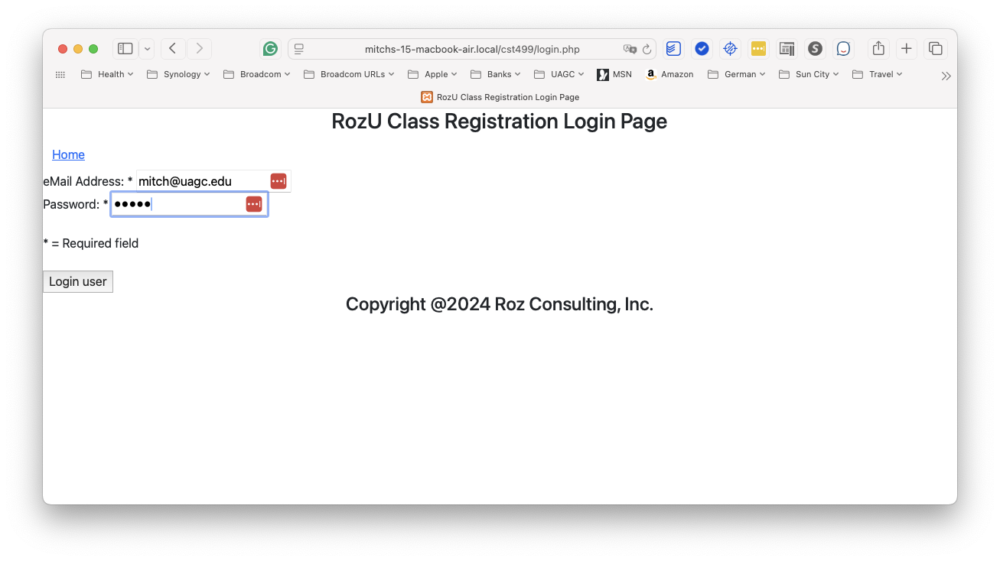 mitchs-15-macbook-air.local/cst499/login.php
Health Synology Broadcom Broadcom URLs Apple Banks UAGC MSN Amazon German Sun City Travel
RozU Class Registration Login Page
RozU Class Registration Login Page
Home
eMail Address: * mitch@uagc.edu
Password: * •••••
* = Required field
Login user
Copyright @2024 Roz Consulting, Inc.